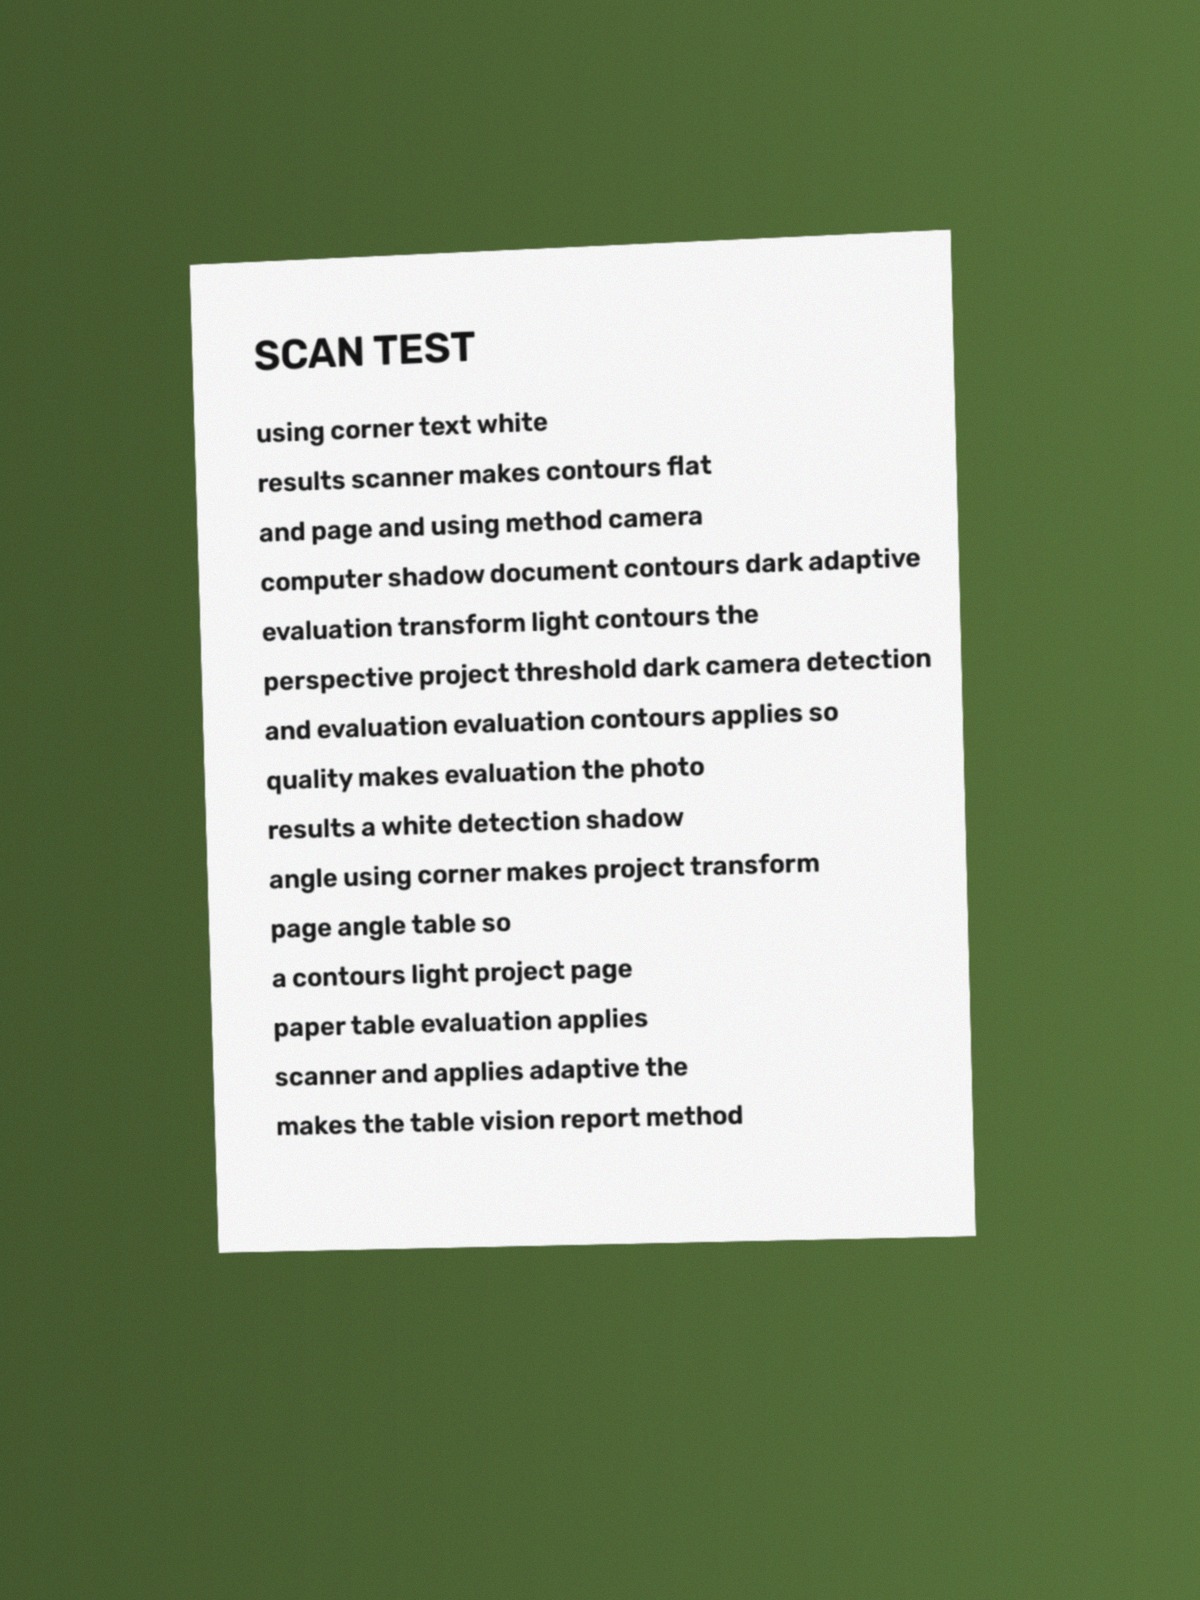 SCAN TEST
using corner text white
results scanner makes contours flat
and page and using method camera
computer shadow document contours dark adaptive
evaluation transform light contours the
perspective project threshold dark camera detection
and evaluation evaluation contours applies so
quality makes evaluation the photo
results a white detection shadow
angle using corner makes project transform
page angle table so
a contours light project page
paper table evaluation applies
scanner and applies adaptive the
makes the table vision report method